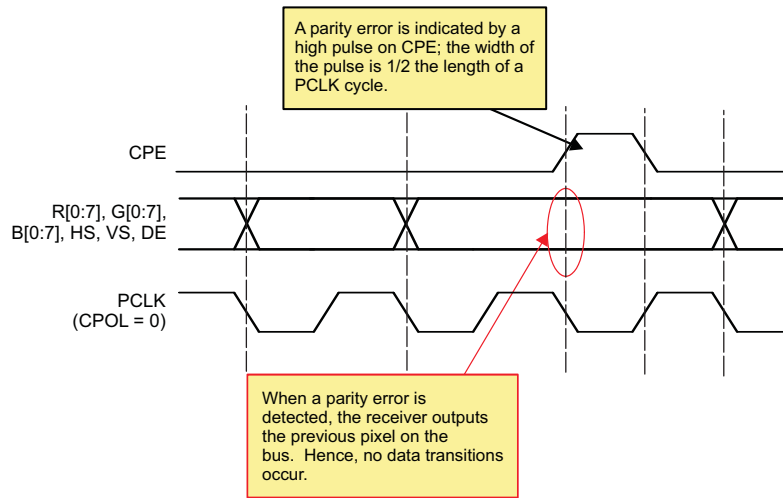 A parity error is indicated by a
high pulse on CPE; the width of
the pulse is 1/2 the length of a
PCLK cycle.
CPE
R[0:7], G[0:7],
B[0:7], HS, VS, DE
PCLK
(CPOL = 0)
When a parity error is
detected, the receiver outputs
the previous pixel on the
bus. Hence, no data transitions
occur.